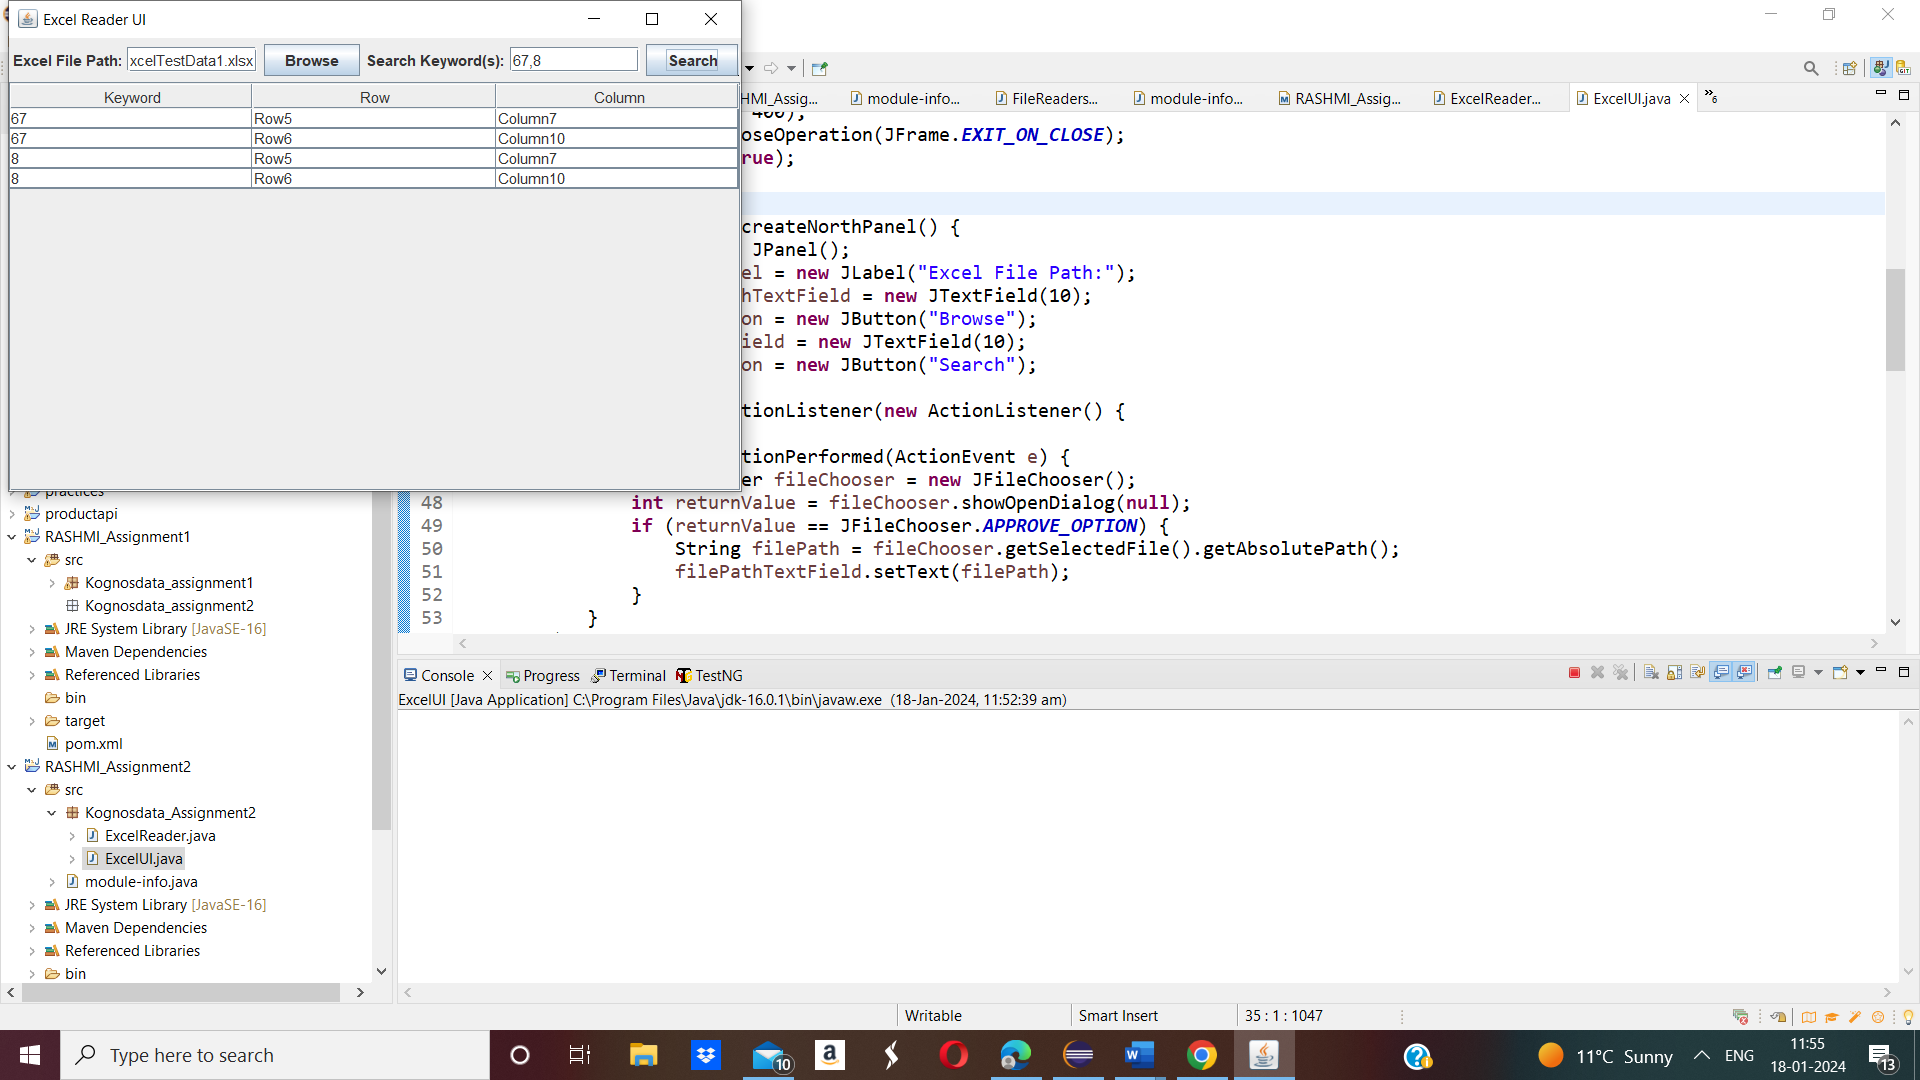 Excel Reader UI
Excel File Path: xcelTestData1.xlsx Browse Search Keyword(s): 67,8 Search
Keyword Row Column
67 Row5 Column7
67 Row6 Column10
8 Row5 Column7
8 Row6 Column10
HMI_Assig... module-info... FileReaders... module-info... RASHMI_Assig... ExcelReader... ExcelUI.java »6
400);
oseOperation(JFrame.EXIT_ON_CLOSE);
rue);
createNorthPanel() {
JPanel();
el = new JLabel("Excel File Path:");
hTextField = new JTextField(10);
on = new JButton("Browse");
ield = new JTextField(10);
on = new JButton("Search");
tionListener(new ActionListener() {
tionPerformed(ActionEvent e) {
er fileChooser = new JFileChooser();
48 int returnValue = fileChooser.showOpenDialog(null);
49 if (returnValue == JFileChooser.APPROVE_OPTION) {
50 String filePath = fileChooser.getSelectedFile().getAbsolutePath();
51 filePathTextField.setText(filePath);
52 }
53 }
practices
productapi
RASHMI_Assignment1
src
Kognosdata_assignment1
Kognosdata_assignment2
JRE System Library [JavaSE-16]
Maven Dependencies
Referenced Libraries
bin
target
pom.xml
RASHMI_Assignment2
src
Kognosdata_Assignment2
ExcelReader.java
ExcelUI.java
module-info.java
JRE System Library [JavaSE-16]
Maven Dependencies
Referenced Libraries
bin
Console Progress Terminal TestNG
ExcelUI [Java Application] C:\Program Files\Java\jdk-16.0.1\bin\javaw.exe (18-Jan-2024, 11:52:39 am)
Writable Smart Insert 35 : 1 : 1047
Type here to search
10
11°C Sunny
ENG
11:55
18-01-2024
13